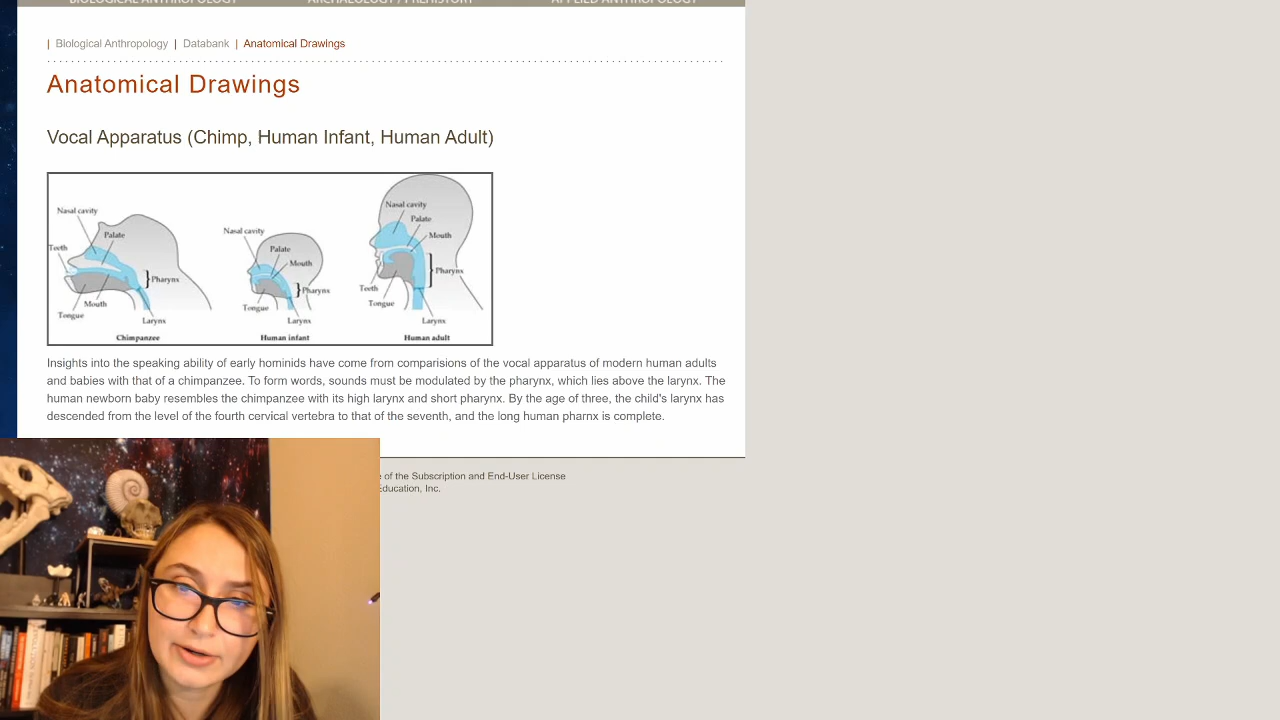 BIOLOGICAL ANTHROPOLOGY ARCHAEOLOGY / PREHISTORY APPLIED ANTHROPOLOGY
| Biological Anthropology | Databank | Anatomical Drawings
Anatomical Drawings
Vocal Apparatus (Chimp, Human Infant, Human Adult)
Nasal cavity
Palate
Teeth
Pharynx
Mouth
Tongue
Larynx
Chimpanzee
Nasal cavity
Palate
Mouth
Pharynx
Tongue
Larynx
Human infant
Nasal cavity
Palate
Mouth
Pharynx
Teeth
Tongue
Larynx
Human adult
Insights into the speaking ability of early hominids have come from comparisions of the vocal apparatus of modern human adults
and babies with that of a chimpanzee. To form words, sounds must be modulated by the pharynx, which lies above the larynx. The
human newborn baby resembles the chimpanzee with its high larynx and short pharynx. By the age of three, the child's larynx has
descended from the level of the fourth cervical vertebra to that of the seventh, and the long human pharnx is complete.
of the Subscription and End-User License
Education, Inc.